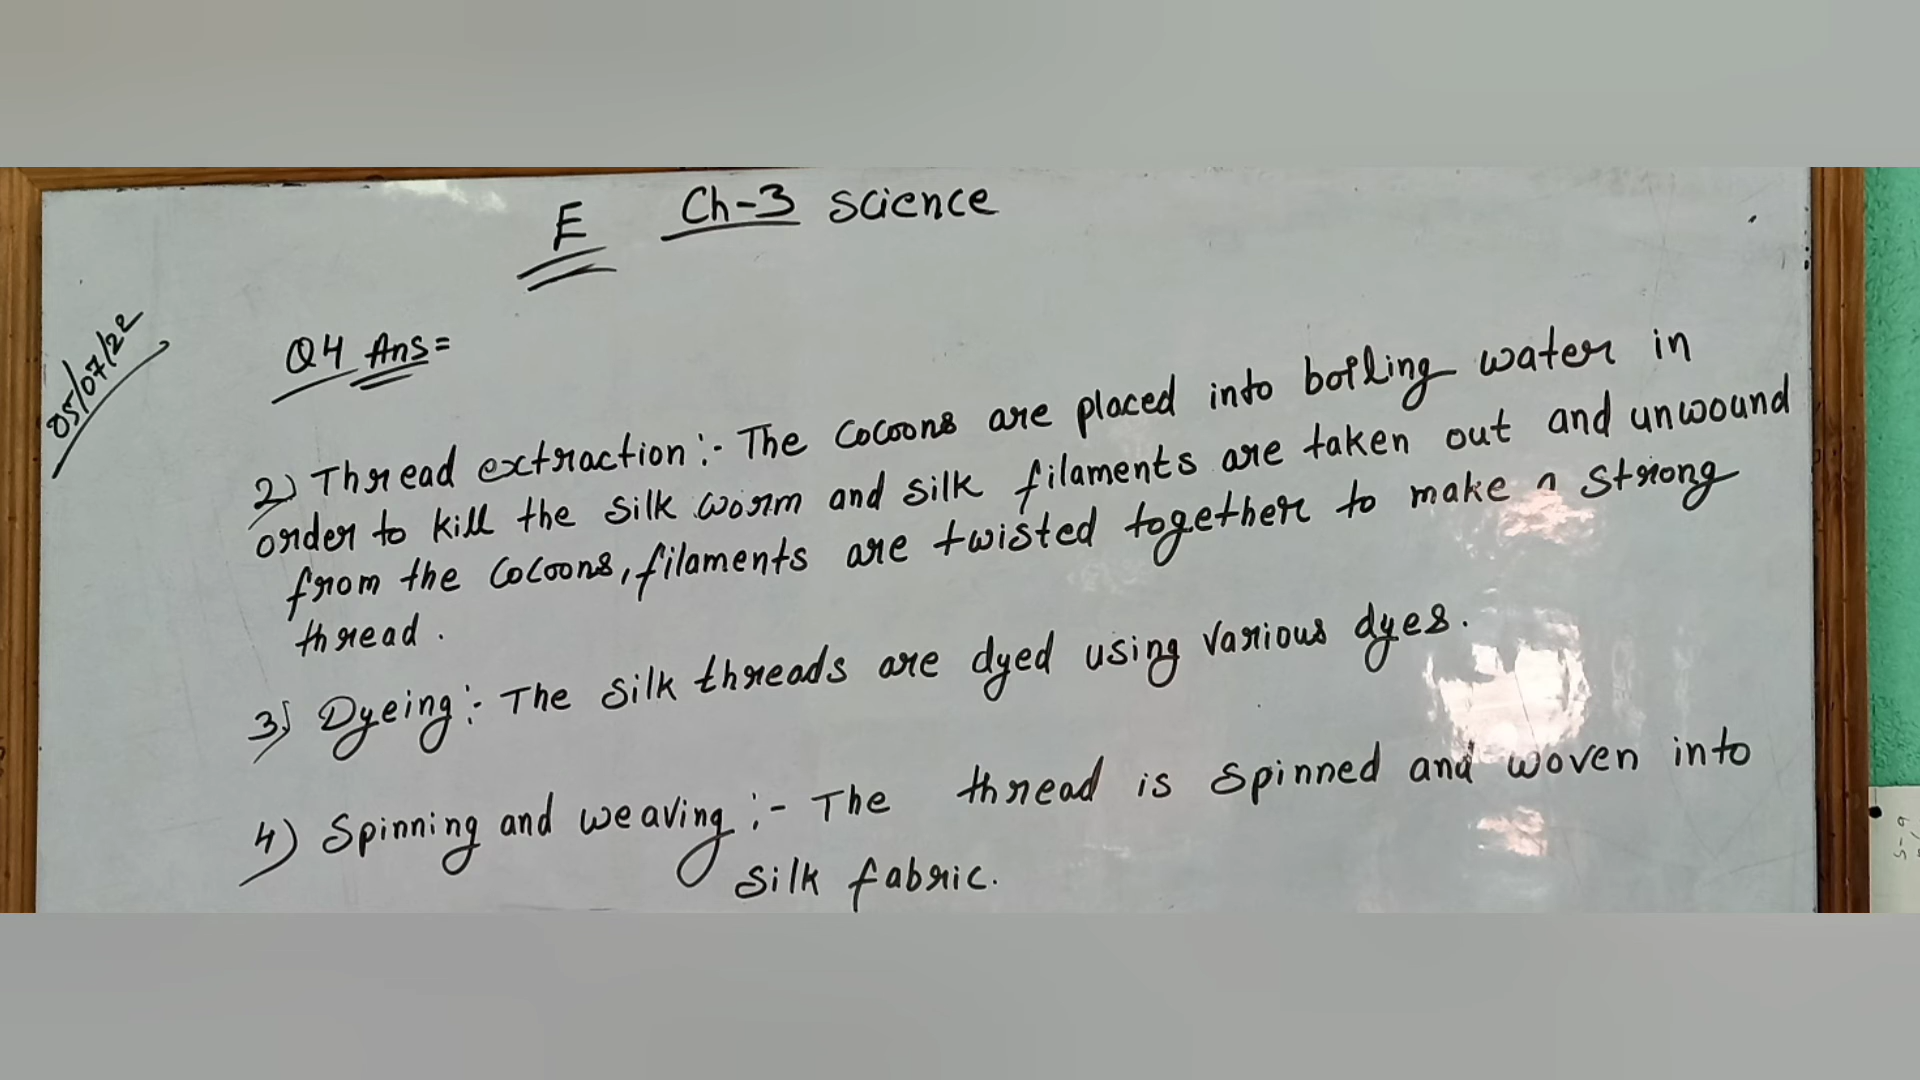 E Ch-3 science
05/07/22
Q4 Ans=
2) Thread extraction :- The cocoons are placed into boiling water in
order to kill the silk worm and silk filaments are taken out and unwound
from the cocoons, filaments are twisted together to make a strong
thread.
3) Dyeing :- The silk threads are dyed using various dyes.
4) Spinning and weaving :- The thread is spinned and woven into
silk fabric.